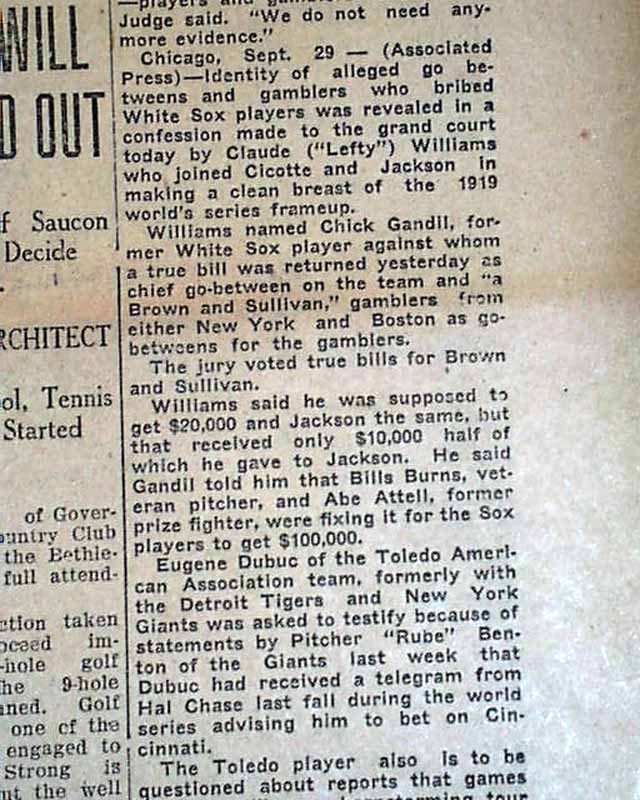 WILL
D OUT
f Saucon
Decide
RCHITECT
ol, Tennis
Started
of Gover-
ountry Club
the Bethle-
full attend-
ction taken
oceed im-
-hole golf
he 9-hole
ned. Golf
one of the
engaged to
Strong is
nt the well
—players and
Judge said. "We do not need any-
more evidence."
Chicago, Sept. 29 — (Associated
Press)—Identity of alleged go be-
tweens and gamblers who bribed
White Sox players was revealed in a
confession made to the grand court
today by Claude ("Lefty") Williams
who joined Cicotte and Jackson in
making a clean breast of the 1919
world's series frameup.
Williams named Chick Gandil, for-
mer White Sox player against whom
a true bill was returned yesterday as
chief go-between on the team and "a
Brown and Sullivan," gamblers from
either New York and Boston as go-
betweens for the gamblers.
The jury voted true bills for Brown
and Sullivan.
Williams said he was supposed to
get $20,000 and Jackson the same, but
that received only $10,000 half of
which he gave to Jackson. He said
Gandil told him that Bills Burns, vet-
eran pitcher, and Abe Attell, former
prize fighter, were fixing it for the Sox
players to get $100,000.
Eugene Dubuc of the Toledo Ameri-
can Association team, formerly with
the Detroit Tigers and New York
Giants was asked to testify because of
statements by Pitcher "Rube" Ben-
ton of the Giants last week that
Dubuc had received a telegram from
Hal Chase last fall during the world
series advising him to bet on Cin-
cinnati.
The Toledo player also is to be
questioned about reports that games
tour